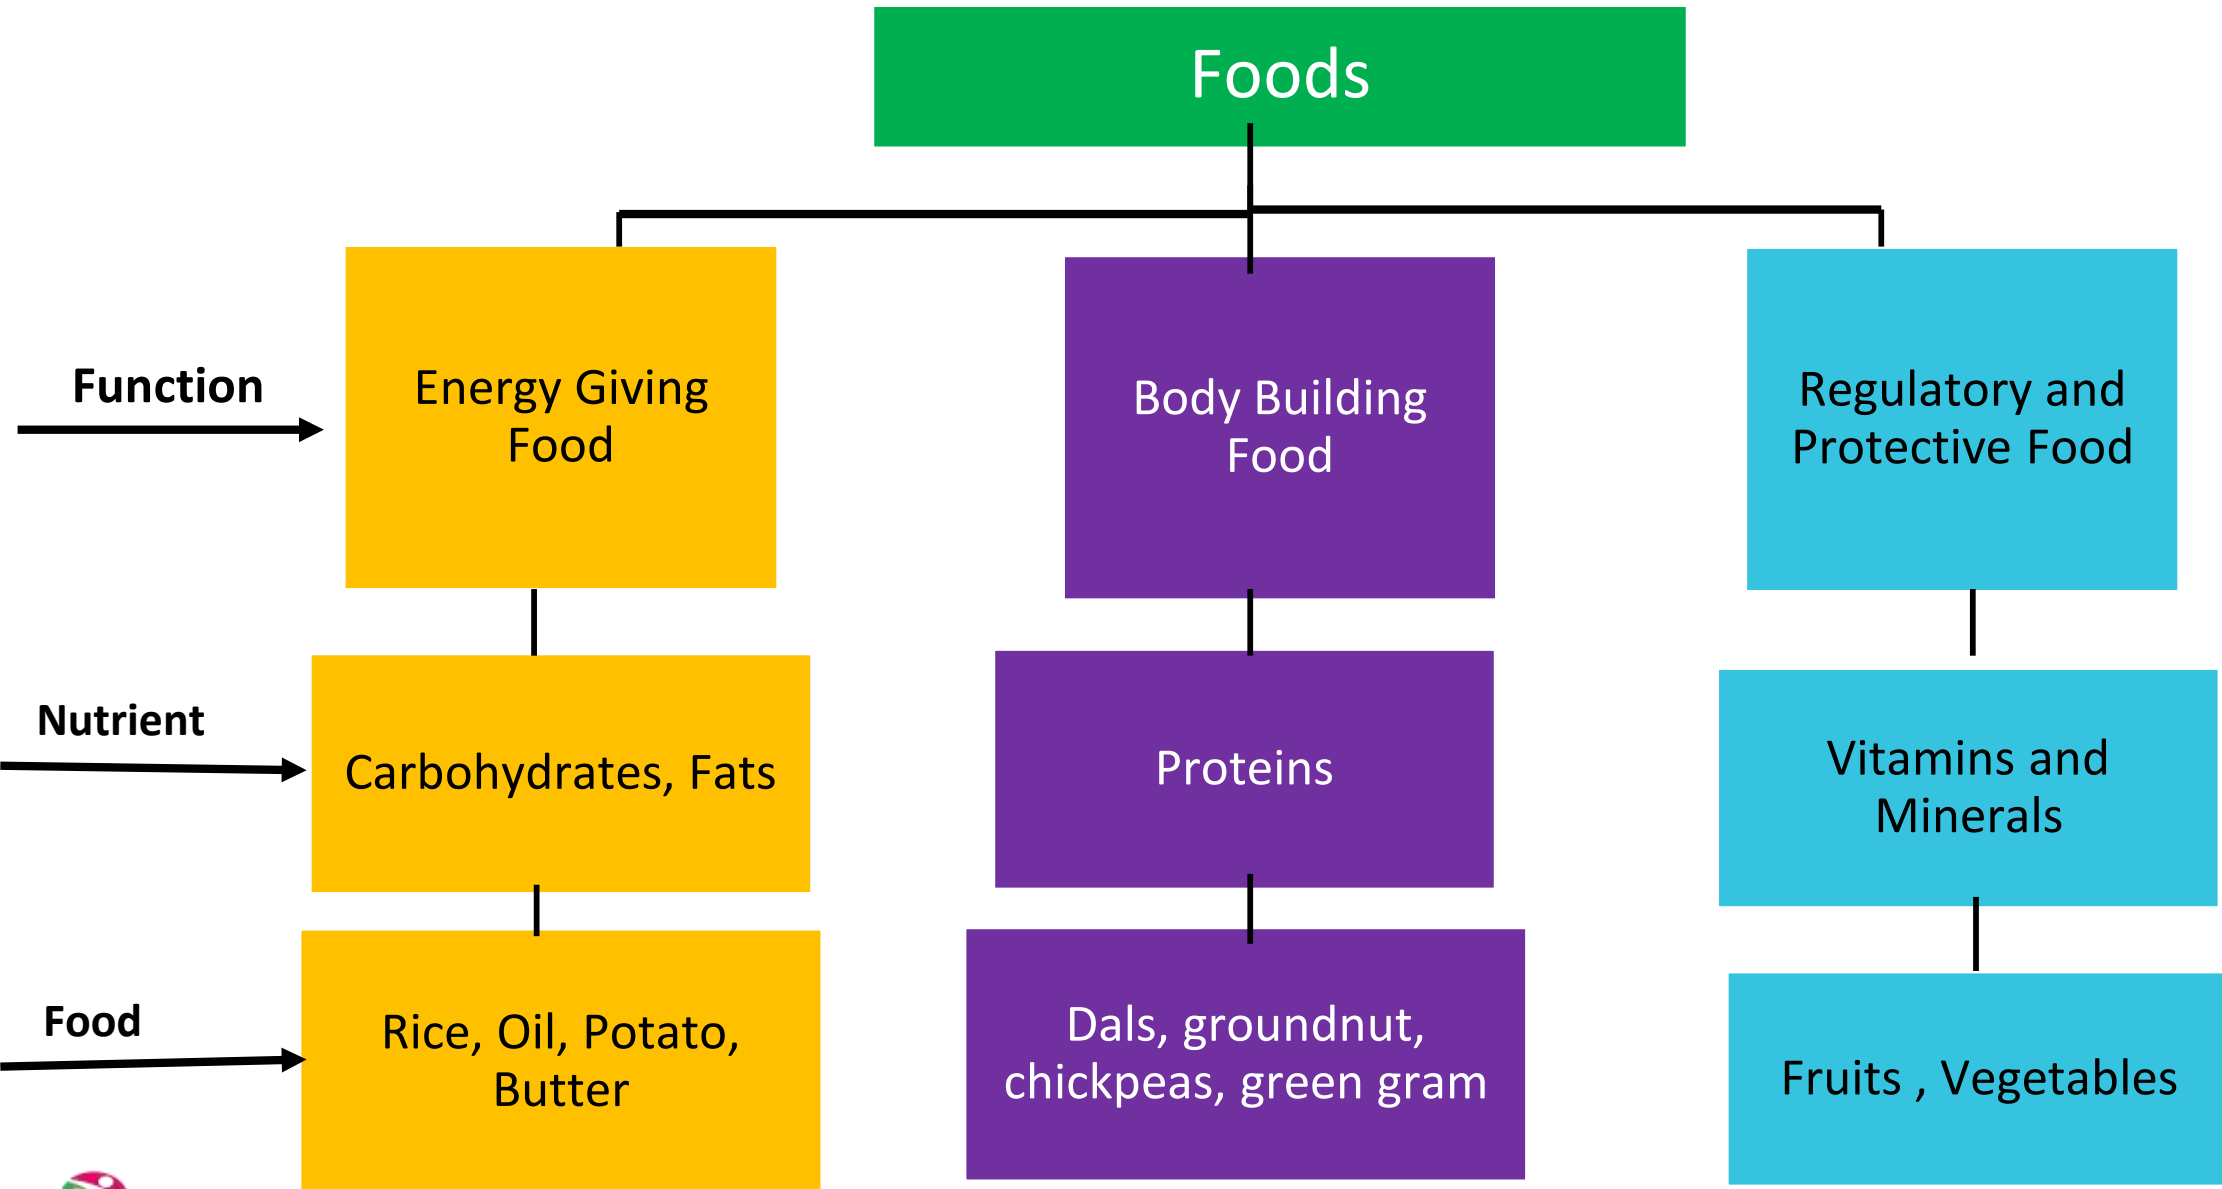 Foods
Function
Energy Giving
Food
Body Building
Food
Regulatory and
Protective Food
Nutrient
Carbohydrates, Fats
Proteins
Vitamins and
Minerals
Food
Rice, Oil, Potato,
Butter
Dals, groundnut,
chickpeas, green gram
Fruits , Vegetables